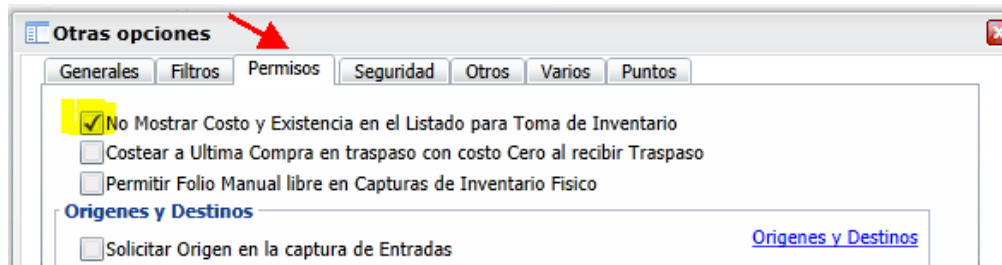 Otras opciones
Generales Filtros Permisos Seguridad Otros Varios Puntos
No Mostrar Costo y Existencia en el Listado para Toma de Inventario
Costear a Ultima Compra en traspaso con costo Cero al recibir Traspaso
Permitir Folio Manual libre en Capturas de Inventario Fisico
Origenes y Destinos
Solicitar Origen en la captura de Entradas Origenes y Destinos